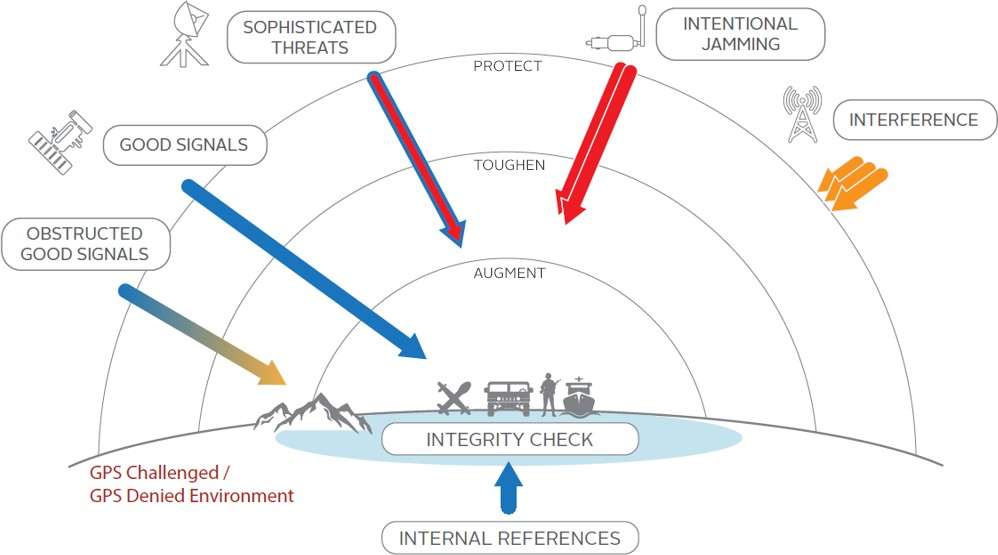 SOPHISTICATED
THREATS
INTENTIONAL
JAMMING
PROTECT
INTERFERENCE
GOOD SIGNALS
TOUGHEN
OBSTRUCTED
GOOD SIGNALS
AUGMENT
INTEGRITY CHECK
GPS Challenged /
GPS Denied Environment
INTERNAL REFERENCES